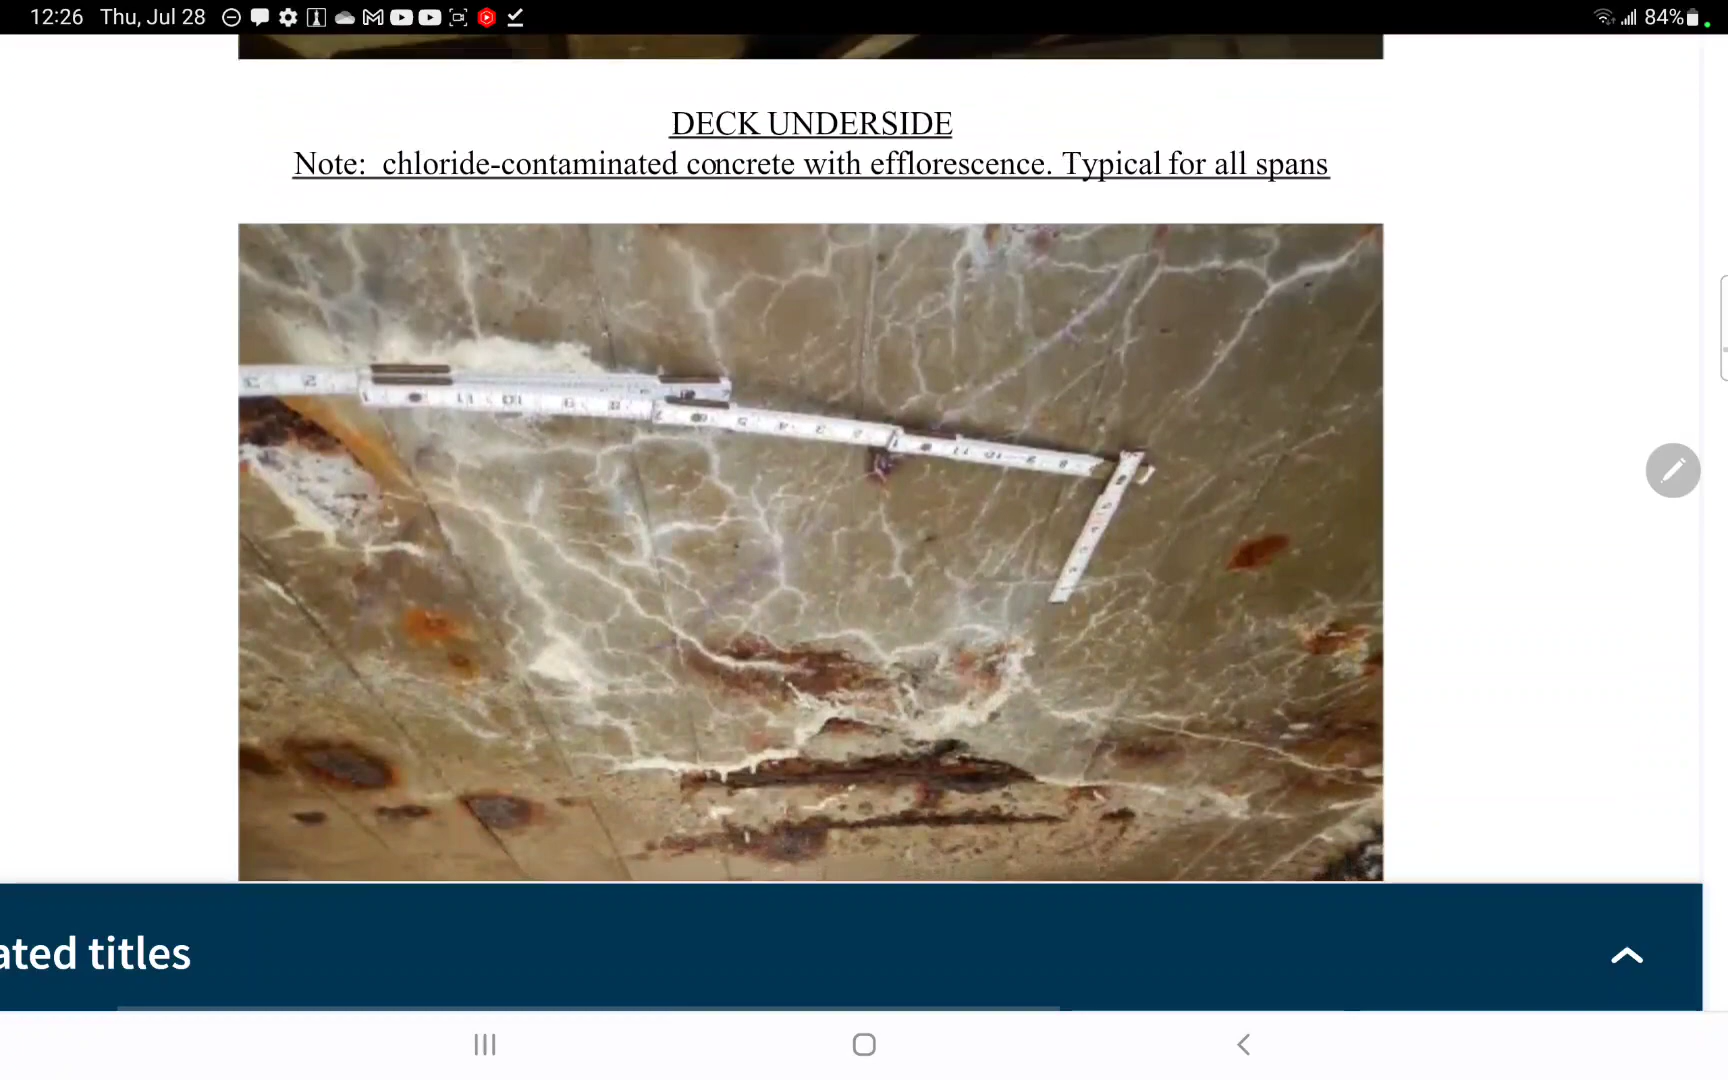 12:26 Thu, Jul 28
84%
DECK UNDERSIDE
Note: chloride-contaminated concrete with efflorescence. Typical for all spans
ated titles